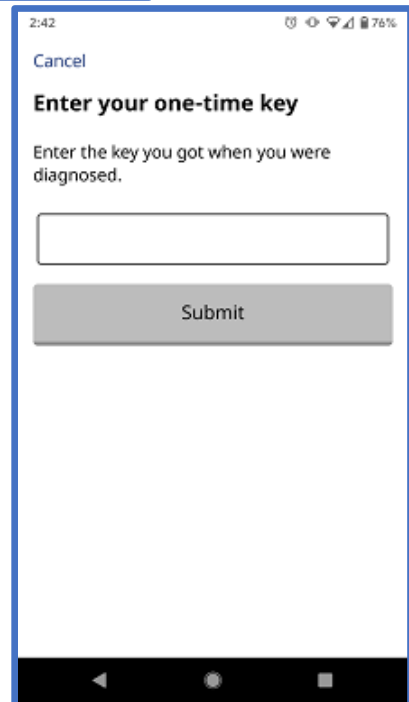 2:42
76%
Cancel
Enter your one-time key
Enter the key you got when you were
diagnosed.
Submit